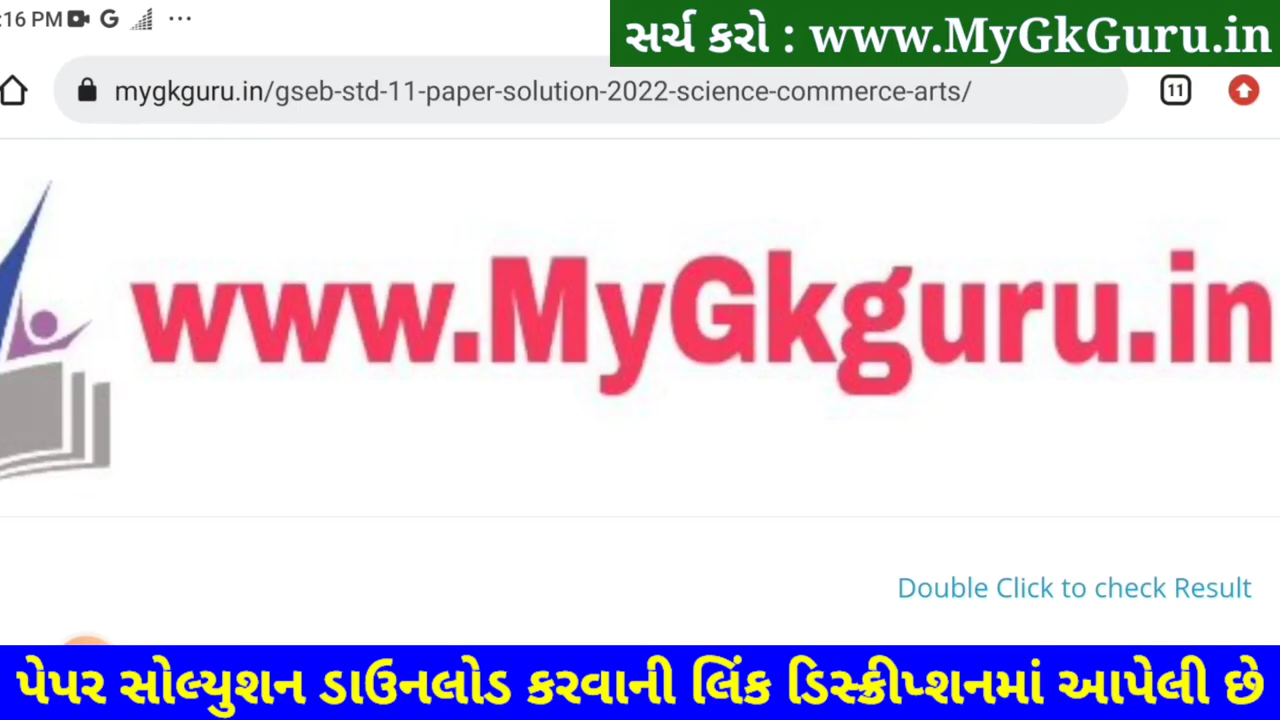 :16 PM G ...
સર્ચ કરો : www.MyGkGuru.in
mygkguru.in/gseb-std-11-paper-solution-2022-science-commerce-arts/
11
www.MyGkguru.in
Double Click to check Result
પેપર સોલ્યુશન ડાઉનલોડ કરવાની લિંક ડિસ્ક્રીપ્શનમાં આપેલી છે